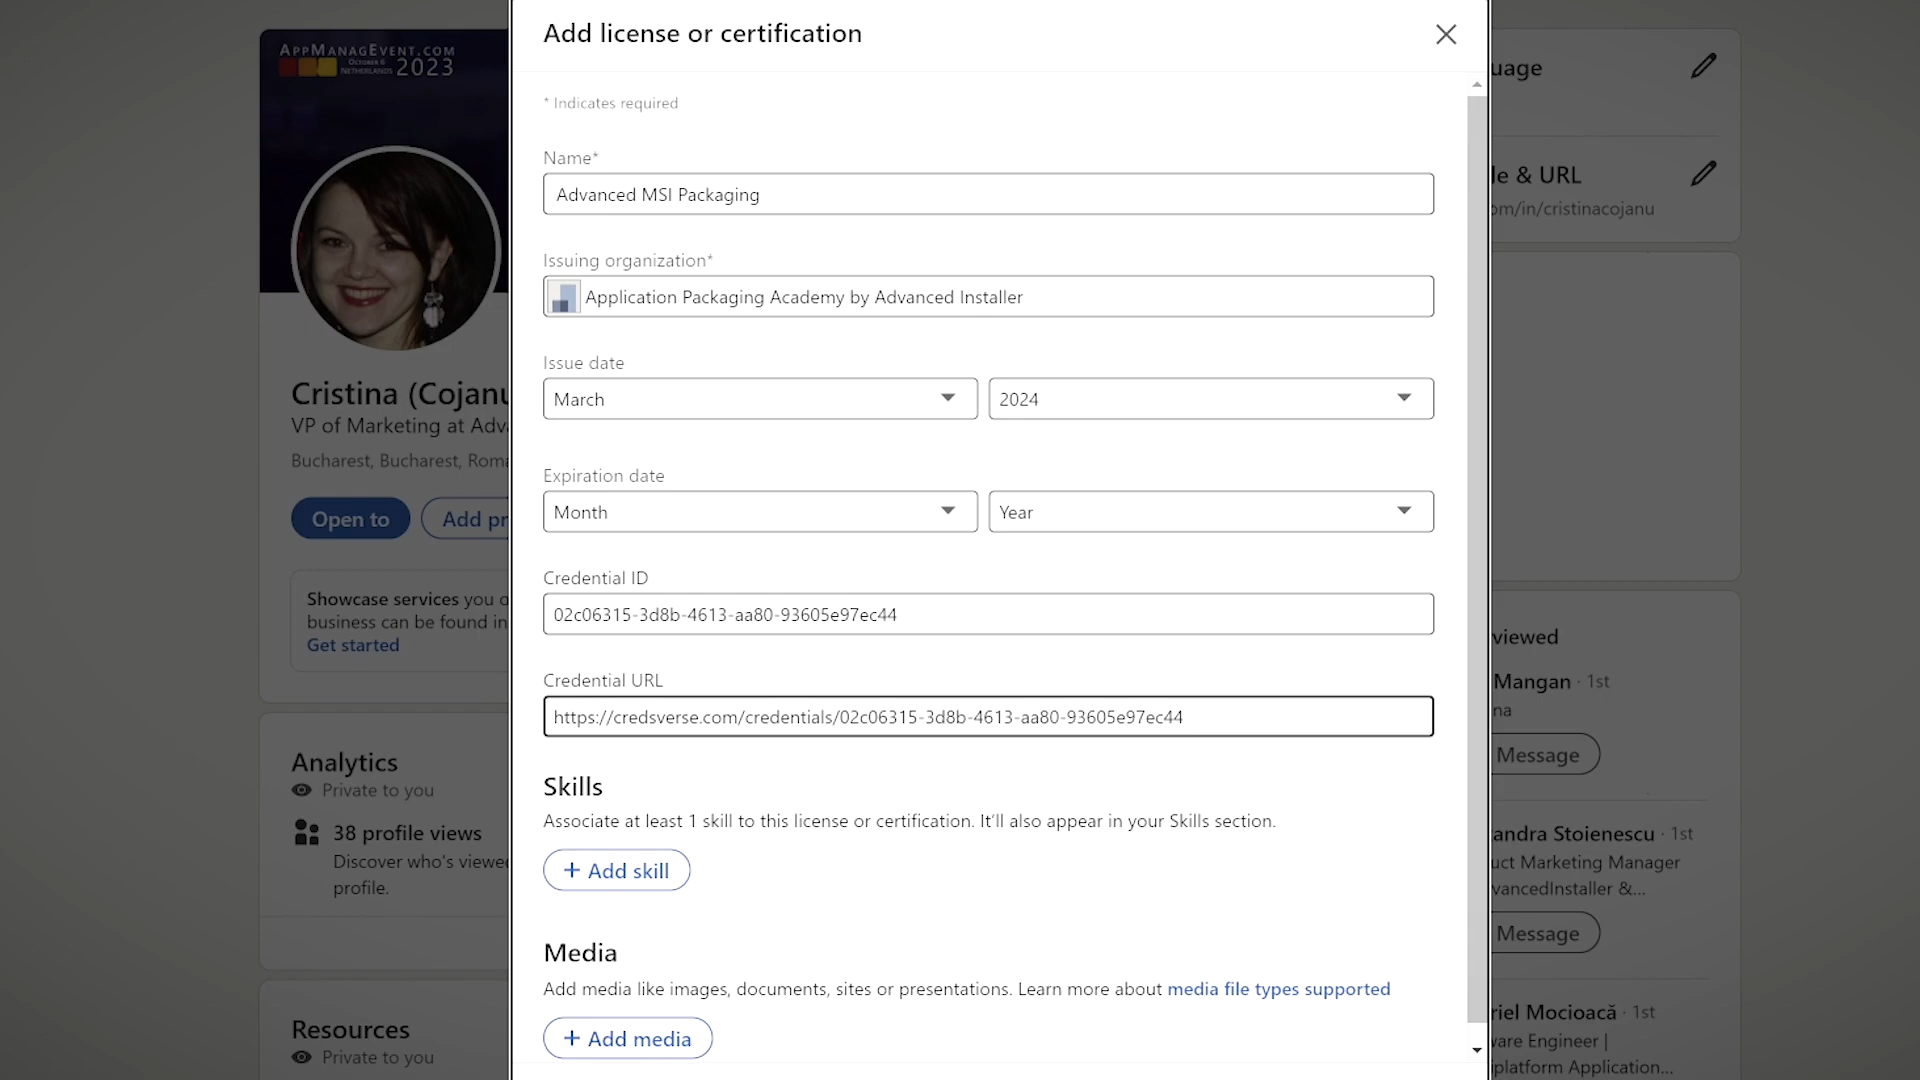 APPMANAGEVENT.COM
OCTOBER 6
NETHERLANDS 2023
Cristina (Cojanu
VP of Marketing at Adv
Bucharest, Bucharest, Roma
Open to
Add pr
Showcase services you o
business can be found in
Get started
Analytics
Private to you
38 profile views
Discover who's viewed
profile.
Resources
Private to you
Add license or certification
* Indicates required
Name*
Advanced MSI Packaging
Issuing organization*
Application Packaging Academy by Advanced Installer
Issue date
March
2024
Expiration date
Month
Year
Credential ID
02c06315-3d8b-4613-aa80-93605e97ec44
Credential URL
https://credsverse.com/credentials/02c06315-3d8b-4613-aa80-93605e97ec44
Skills
Associate at least 1 skill to this license or certification. It'll also appear in your Skills section.
+ Add skill
Media
Add media like images, documents, sites or presentations. Learn more about media file types supported
+ Add media
uage
le & URL
om/in/cristinacojanu
viewed
Mangan · 1st
na
Message
andra Stoienescu · 1st
uct Marketing Manager
vancedInstaller &...
Message
riel Mocioacă · 1st
ware Engineer |
iplatform Application...